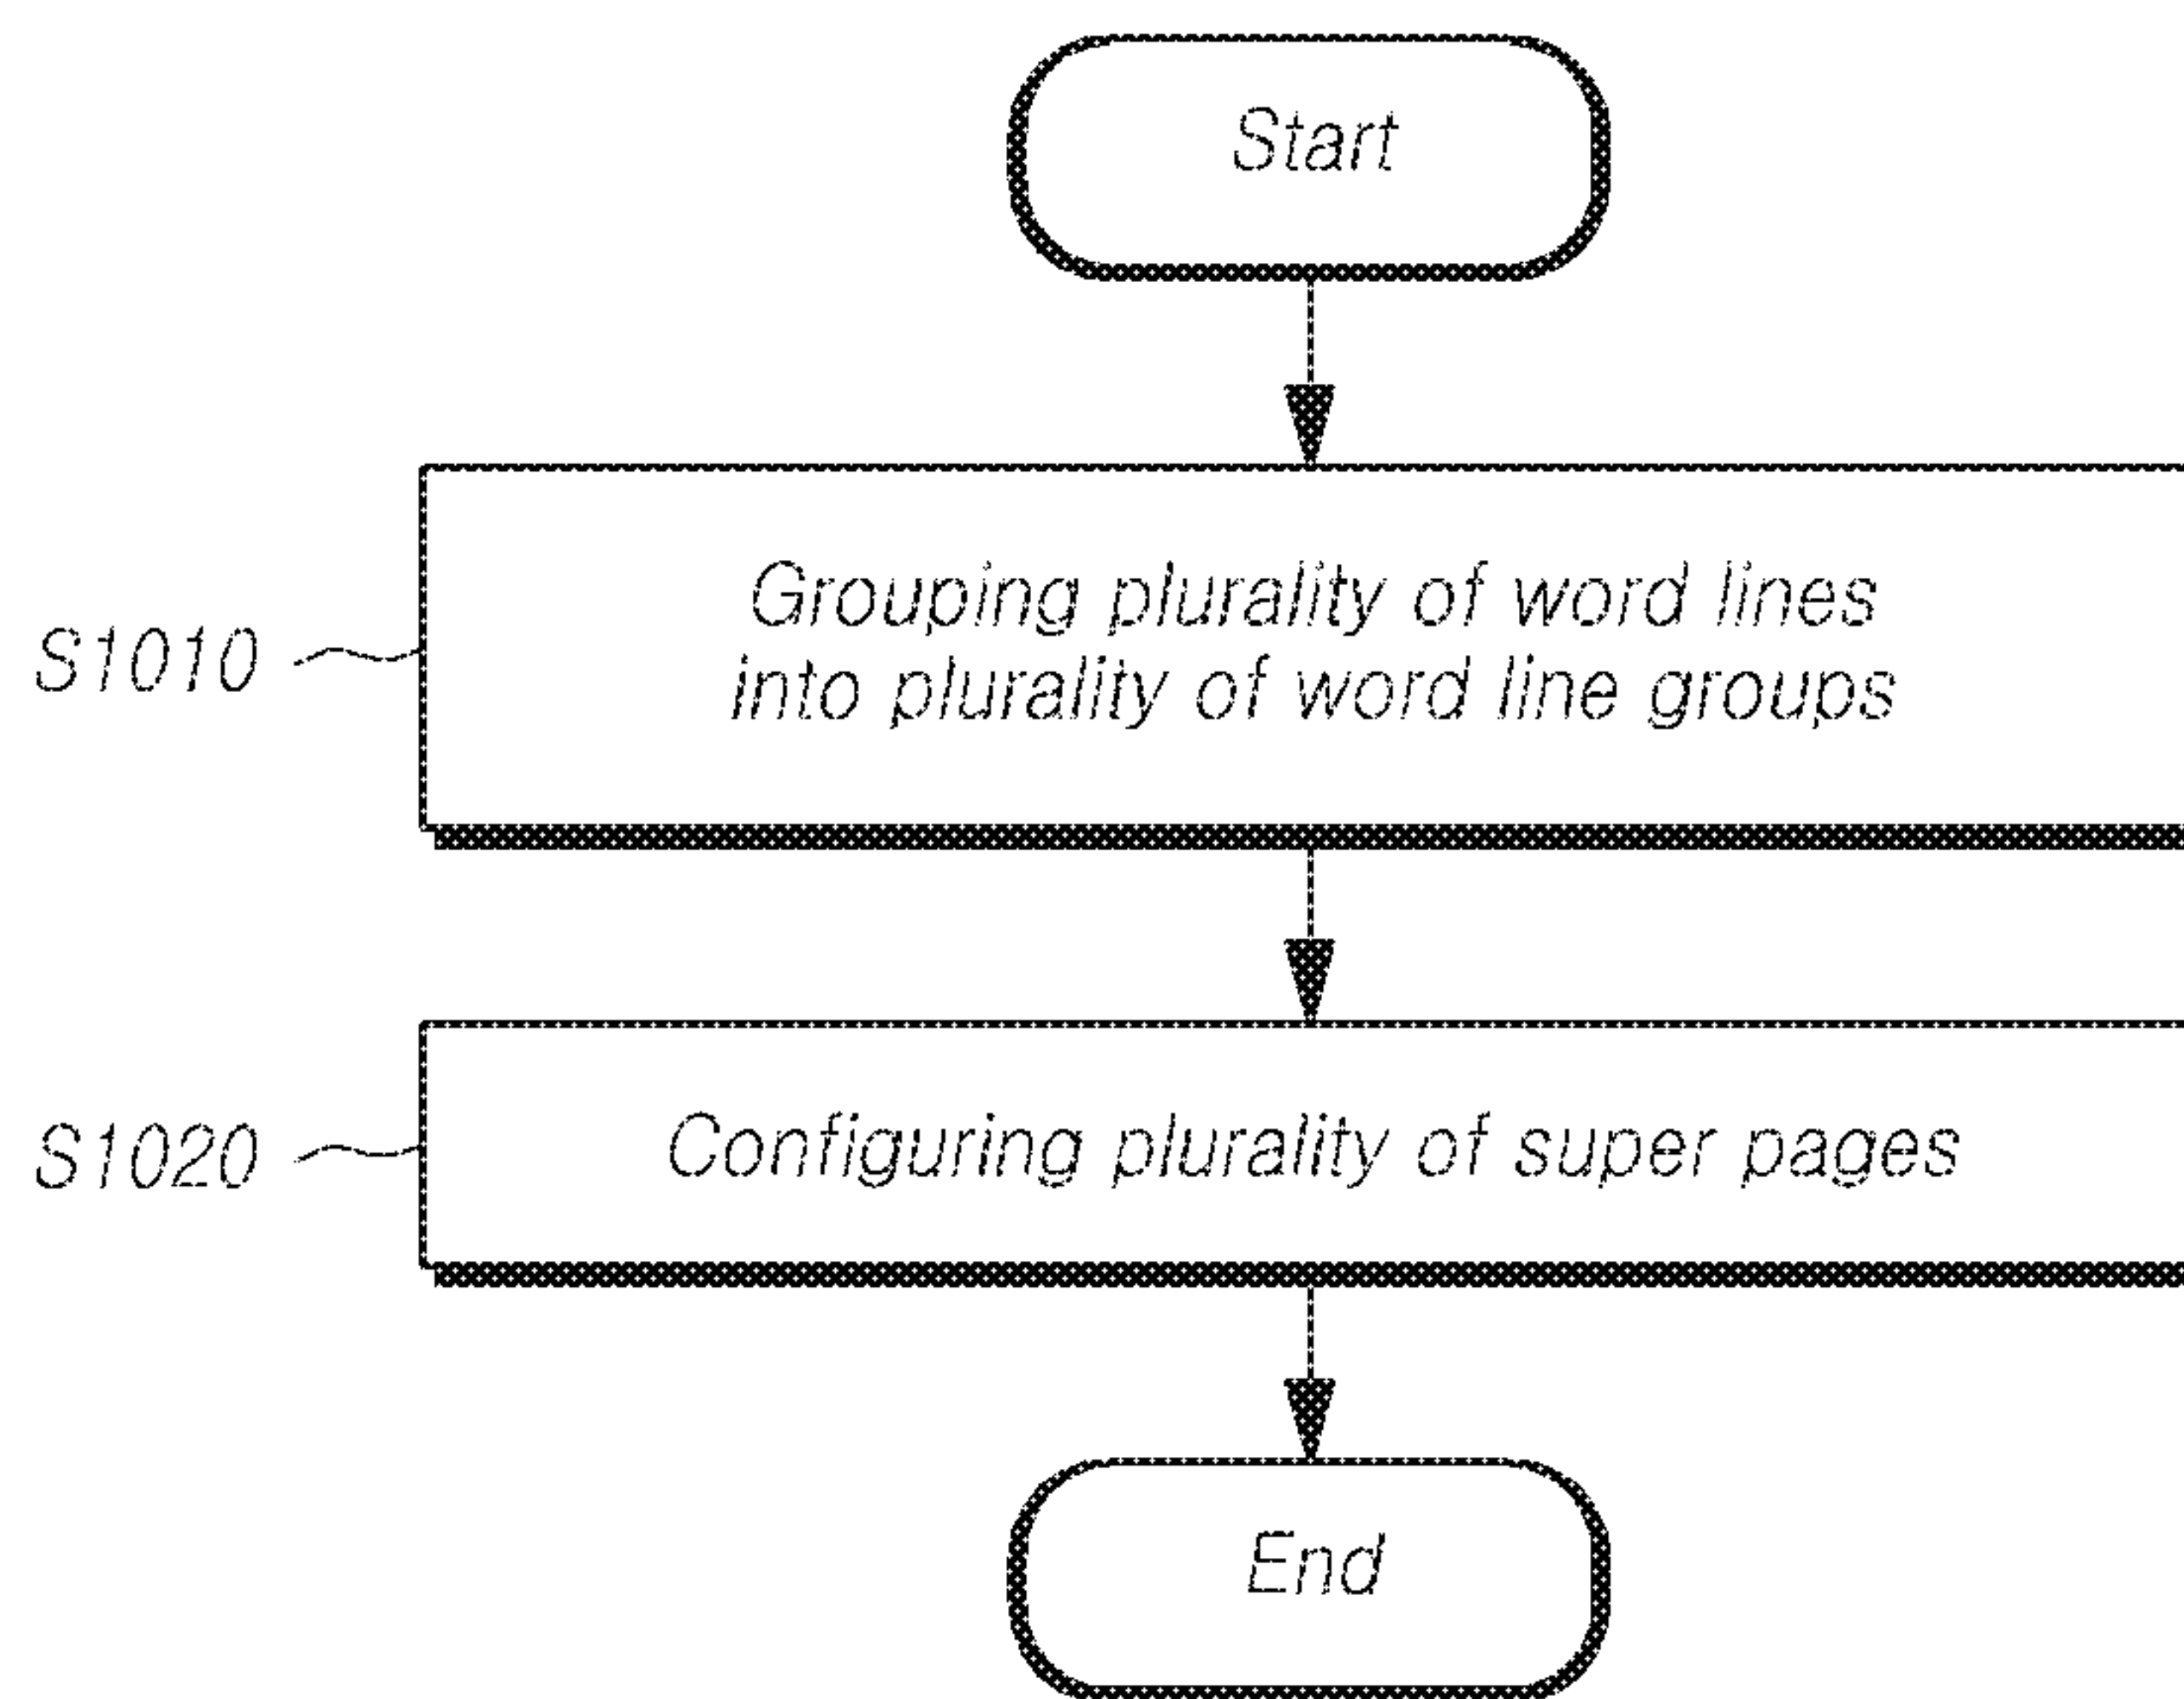 Start
S1010
Grouping plurality of word lines
into plurality of word line groups
S1020
Configuring plurality of super pages
End